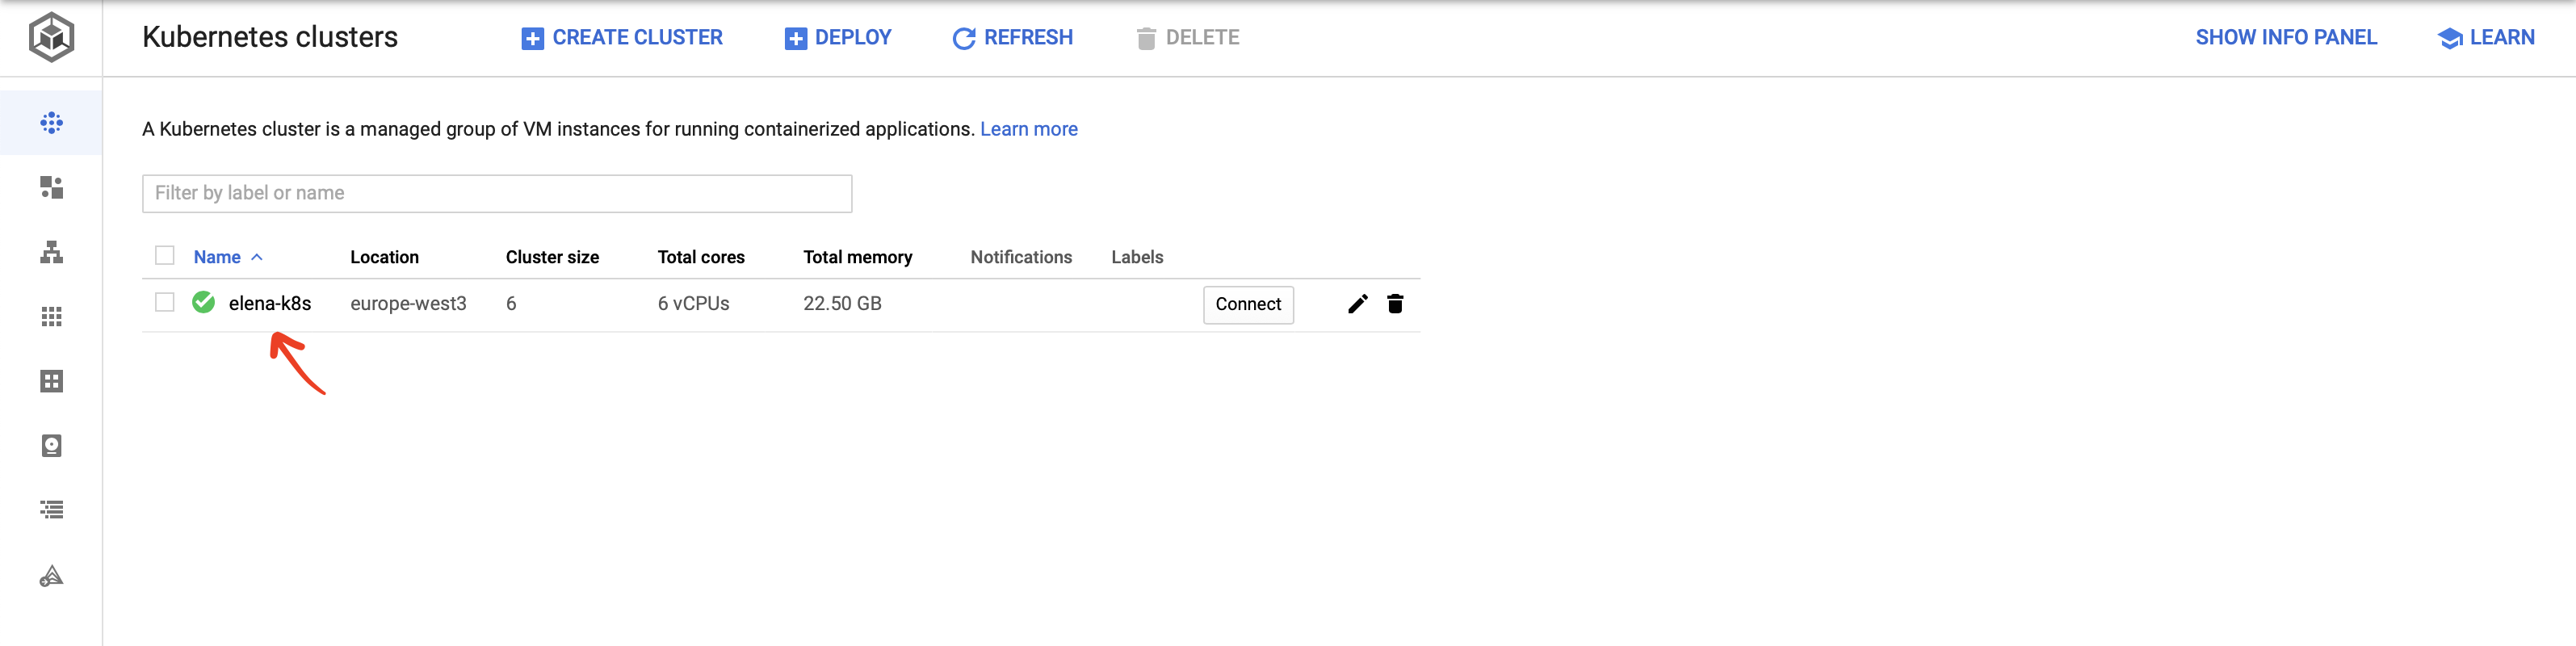 Kubernetes clusters CREATE CLUSTER DEPLOY REFRESH DELETE SHOW INFO PANEL LEARN
A Kubernetes cluster is a managed group of VM instances for running containerized applications. Learn more
Filter by label or name
Name Location Cluster size Total cores Total memory Notifications Labels
elena-k8s europe-west3 6 6 vCPUs 22.50 GB Connect